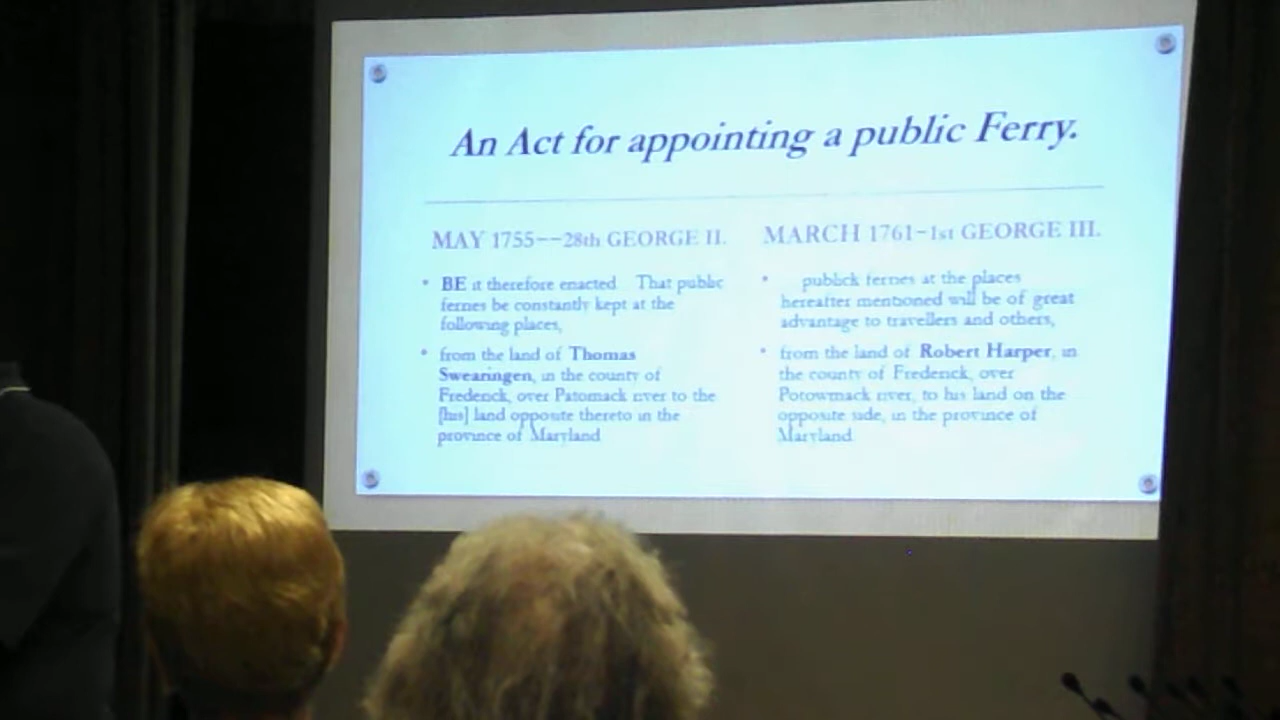 An Act for appointing a public Ferry.
MAY 1755--28th GEORGE II.
BE it therefore enacted That public
ferries be constantly kept at the
following places,
from the land of Thomas
Swearingen, in the county of
Frederick, over Patomack river to the
[his] land opposite thereto in the
province of Maryland
MARCH 1761-1st GEORGE III.
publick ferries at the places
hereafter mentioned will be of great
advantage to travellers and others,
from the land of Robert Harper, in
the county of Frederick, over
Potowmack river, to his land on the
opposite side, in the province of
Maryland